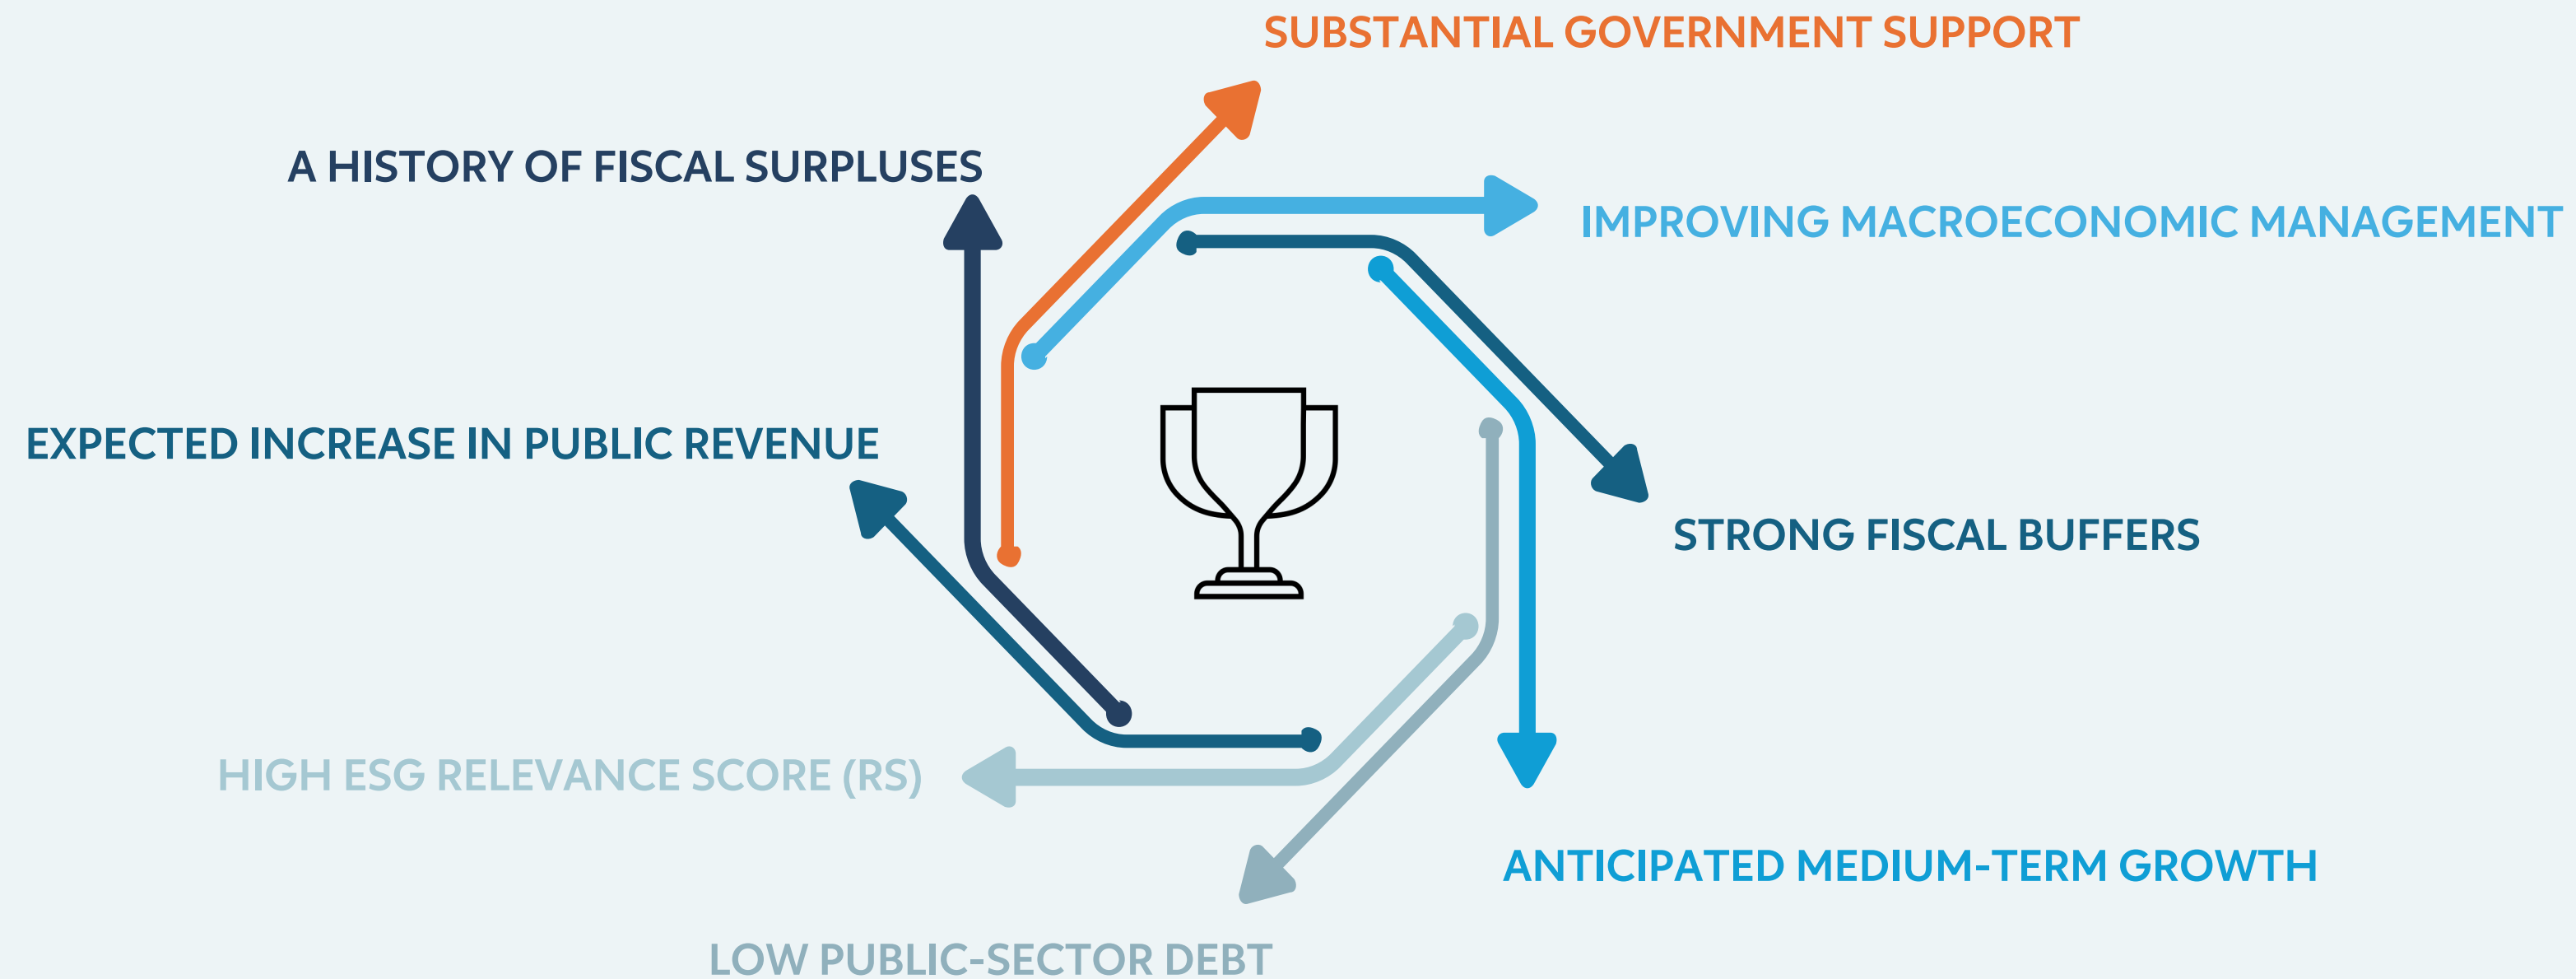 SUBSTANTIAL GOVERNMENT SUPPORT
A HISTORY OF FISCAL SURPLUSES
IMPROVING MACROECONOMIC MANAGEMENT
EXPECTED INCREASE IN PUBLIC REVENUE
STRONG FISCAL BUFFERS
HIGH ESG RELEVANCE SCORE (RS)
ANTICIPATED MEDIUM-TERM GROWTH
LOW PUBLIC-SECTOR DEBT